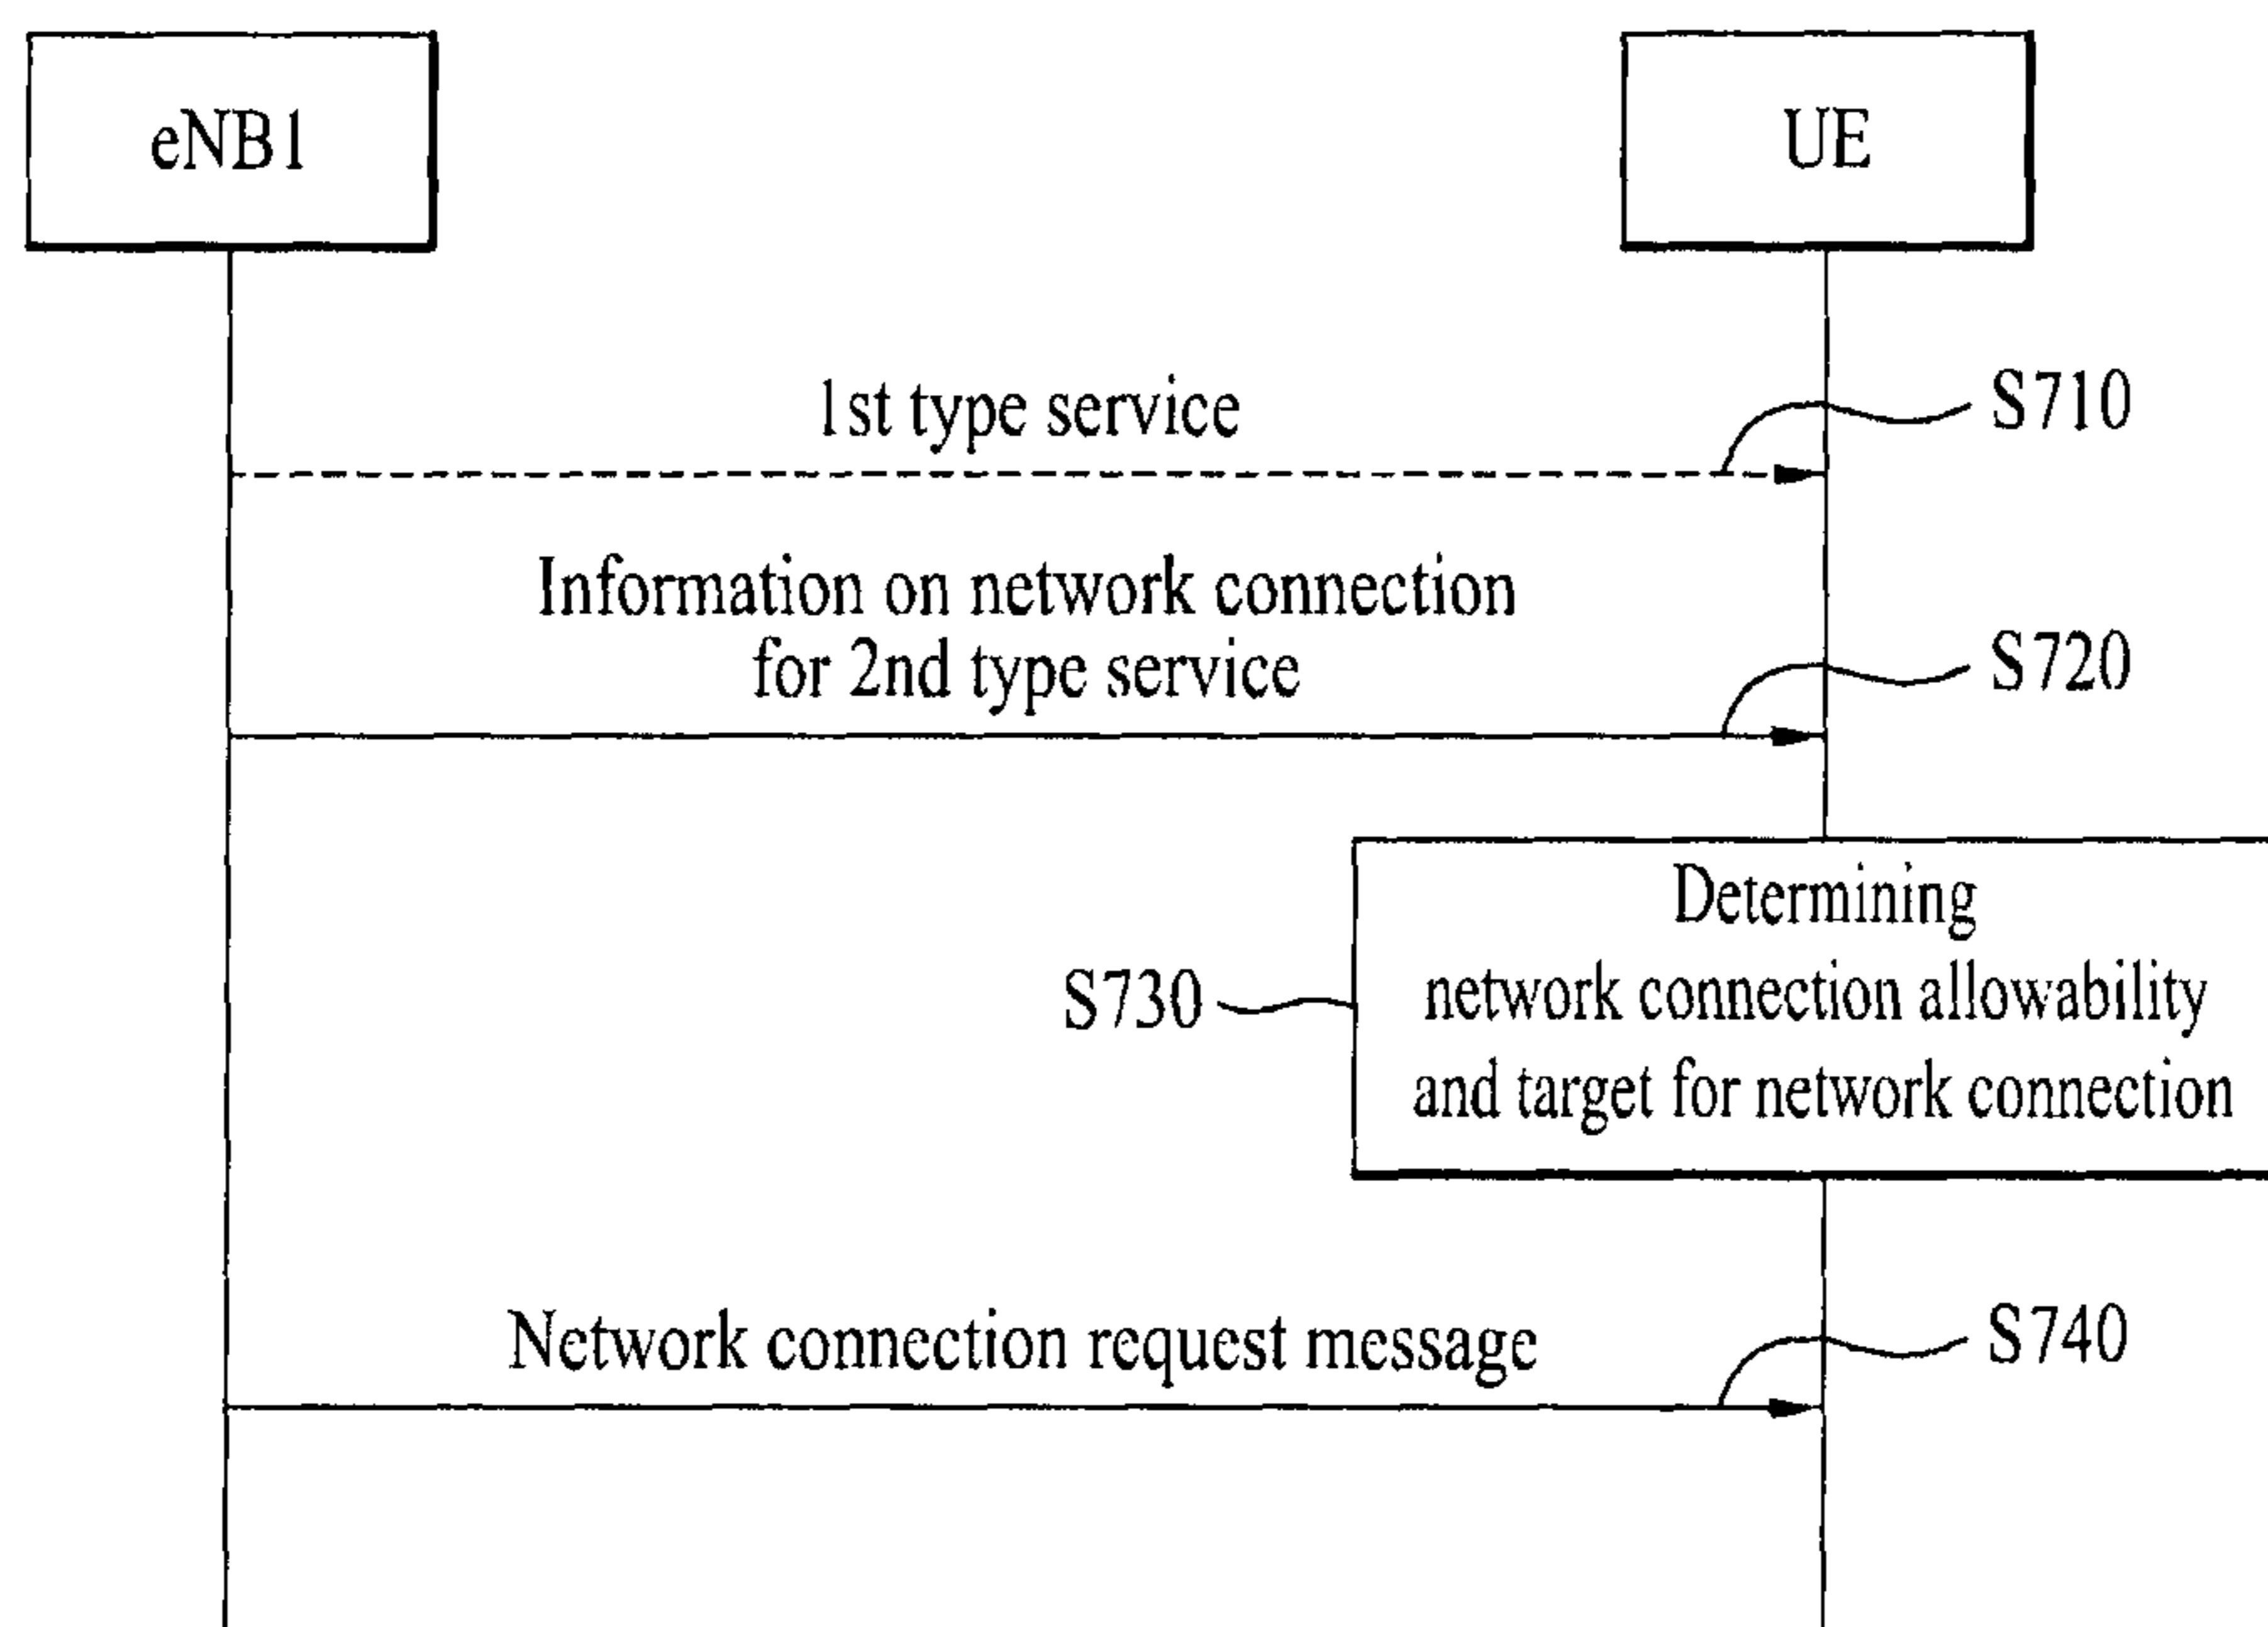 eNB1
UE
1st type service
S710
Information on network connection
for 2nd type service
S720
Determining
network connection allowability
and target for network connection
S730
Network connection request message
S740